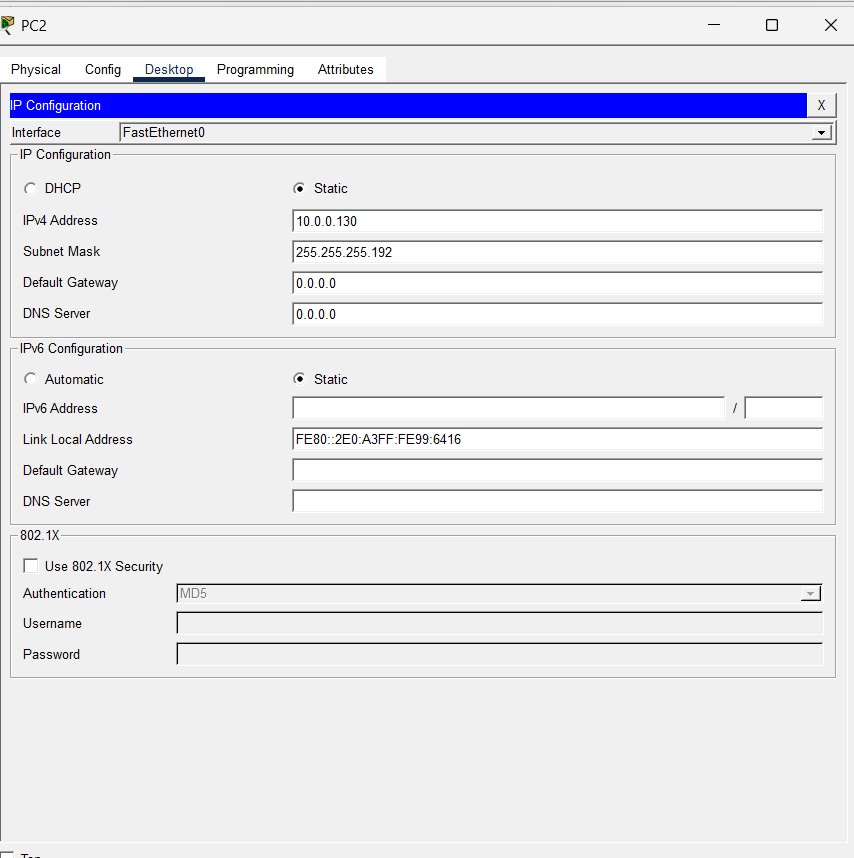 PC2
Physical Config Desktop Programming Attributes
IP Configuration X
Interface FastEthernet0
IP Configuration
DHCP Static
IPv4 Address 10.0.0.130
Subnet Mask 255.255.255.192
Default Gateway 0.0.0.0
DNS Server 0.0.0.0
IPv6 Configuration
Automatic Static
IPv6 Address /
Link Local Address FE80::2E0:A3FF:FE99:6416
Default Gateway
DNS Server
802.1X
Use 802.1X Security
Authentication MD5
Username
Password
Top